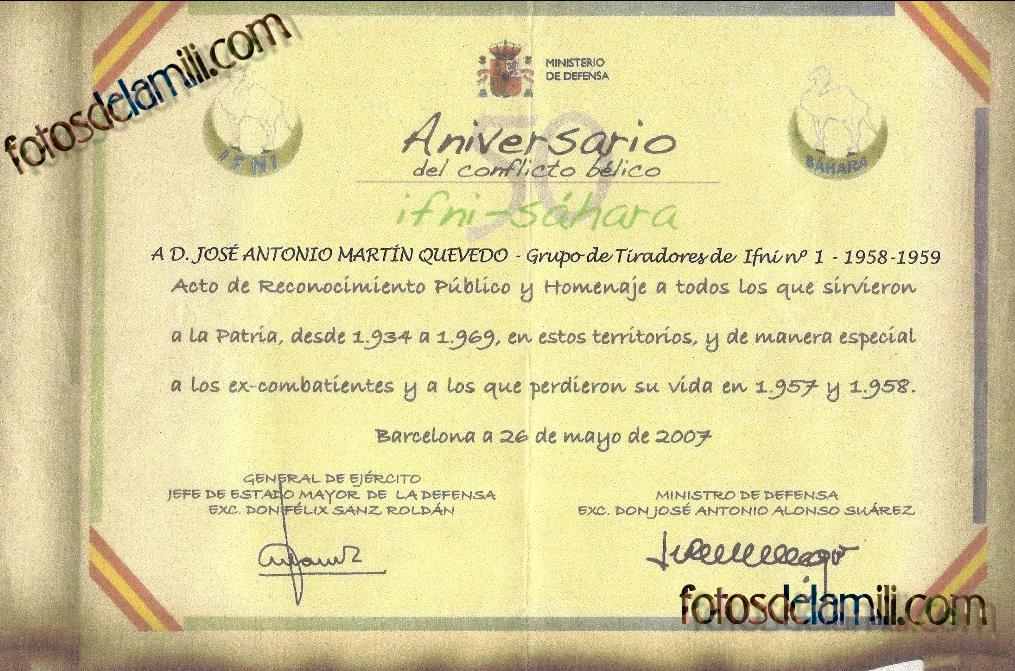 fotosdelamili.com
MINISTERIO
DE DEFENSA
IFNI
SÁHARA
50
Aniversario
del conflicto bélico
ifni-sáhara
A D. JOSÉ ANTONIO MARTÍN QUEVEDO - Grupo de Tiradores de Ifni nº 1 - 1958-1959
Acto de Reconocimiento Público y Homenaje a todos los que sirvieron
a la Patria, desde 1.934 a 1.969, en estos territorios, y de manera especial
a los ex-combatientes y a los que perdieron su vida en 1.957 y 1.958.
Barcelona a 26 de mayo de 2007
GENERAL DE EJÉRCITO
JEFE DE ESTADO MAYOR DE LA DEFENSA
EXC. DON FÉLIX SANZ ROLDÁN
MINISTRO DE DEFENSA
EXC. DON JOSÉ ANTONIO ALONSO SUÁREZ
fotosdelamili.com